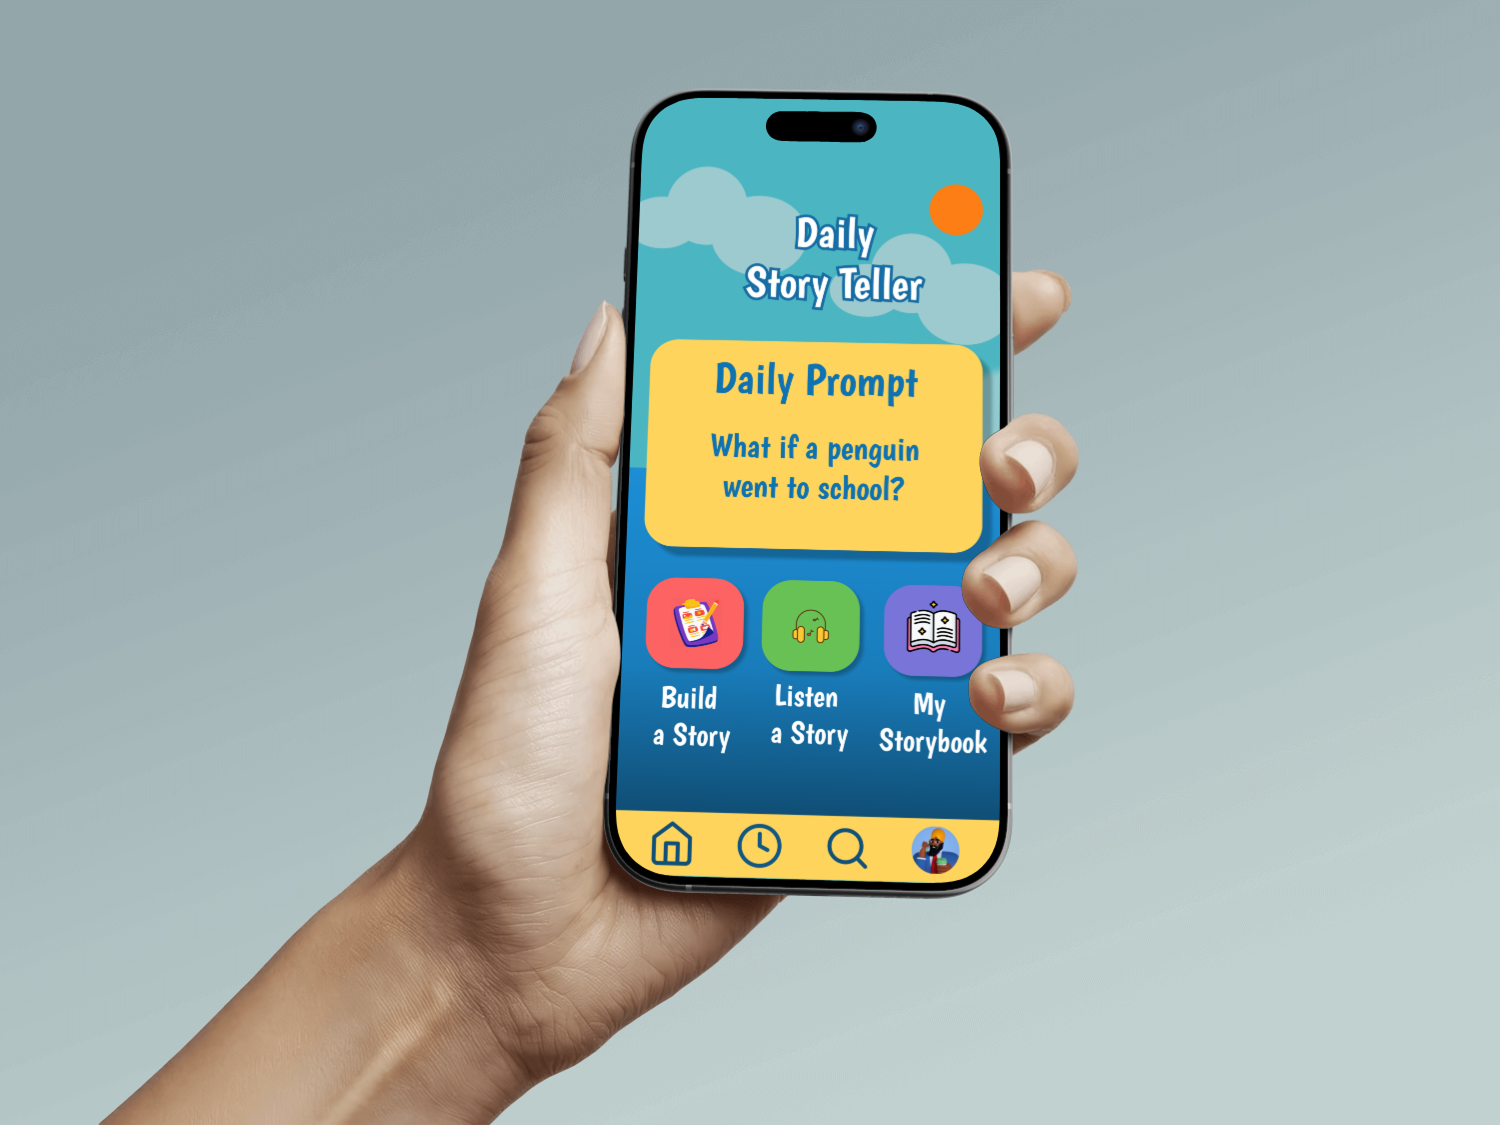 Daily
Story Teller
Daily Prompt
What if a penguin
went to school?
Build
a Story
Listen
a Story
My
Storybook